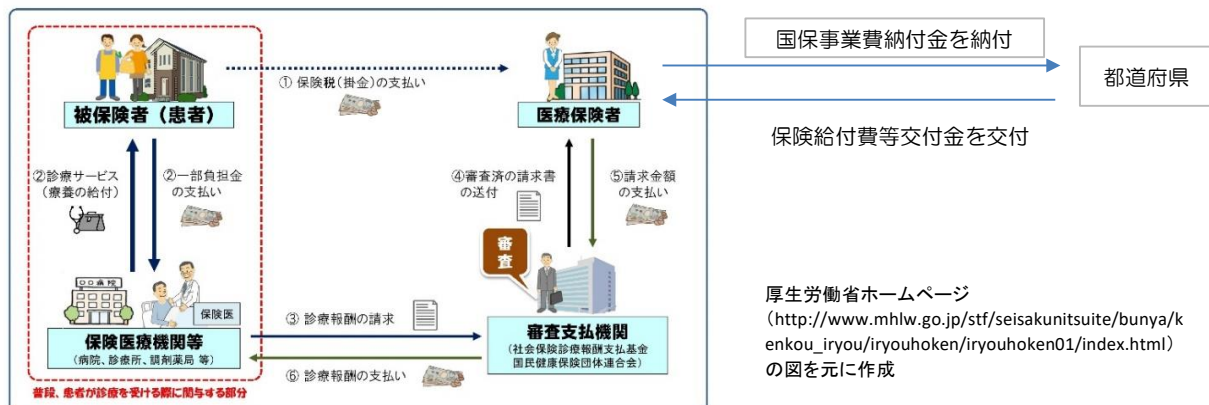 ① 保険税(掛金)の支払い
被保険者(患者)
医療保険者
国保事業費納付金を納付
都道府県
保険給付費等交付金を交付
②診療サービス
(療養の給付)
②一部負担金
の支払い
④審査済の請求書
の送付
⑤請求金額
の支払い
審査
〇〇病院
保険医
保険医療機関等
(病院、診療所、調剤薬局 等)
③ 診療報酬の請求
審査支払機関
(社会保険診療報酬支払基金
国民健康保険団体連合会)
⑥ 診療報酬の支払い
普段、患者が診療を受ける際に関与する部分
厚生労働省ホームページ
(http://www.mhlw.go.jp/stf/seisakunitsuite/bunya/k
enkou_iryou/iryouhoken/iryouhoken01/index.html)
の図を元に作成